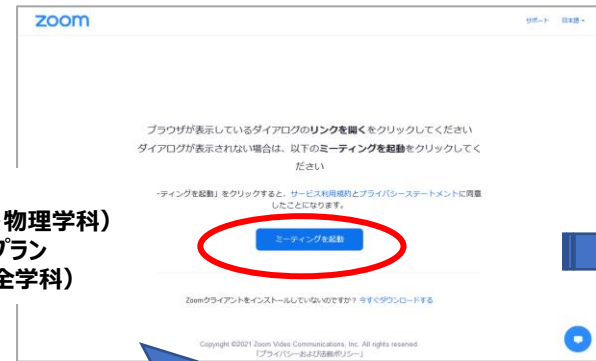 zoom
サポート 日本語
ブラウザが表示しているダイアログのリンクを開くをクリックしてください
ダイアログが表示されない場合は、以下のミーティングを起動をクリックしてく
ださい
-ティングを起動」をクリックすると、サービス利用規約とプライバシーステートメントに同意
したことになります。
物理学科）
プラン
全学科）
ミーティングを起動
Zoomクライアントをインストールしていないのですか？ 今すぐダウンロードする
Copyright ©2021 Zoom Video Communications, Inc. All rights reserved.
「プライバシーおよび法務ポリシー」